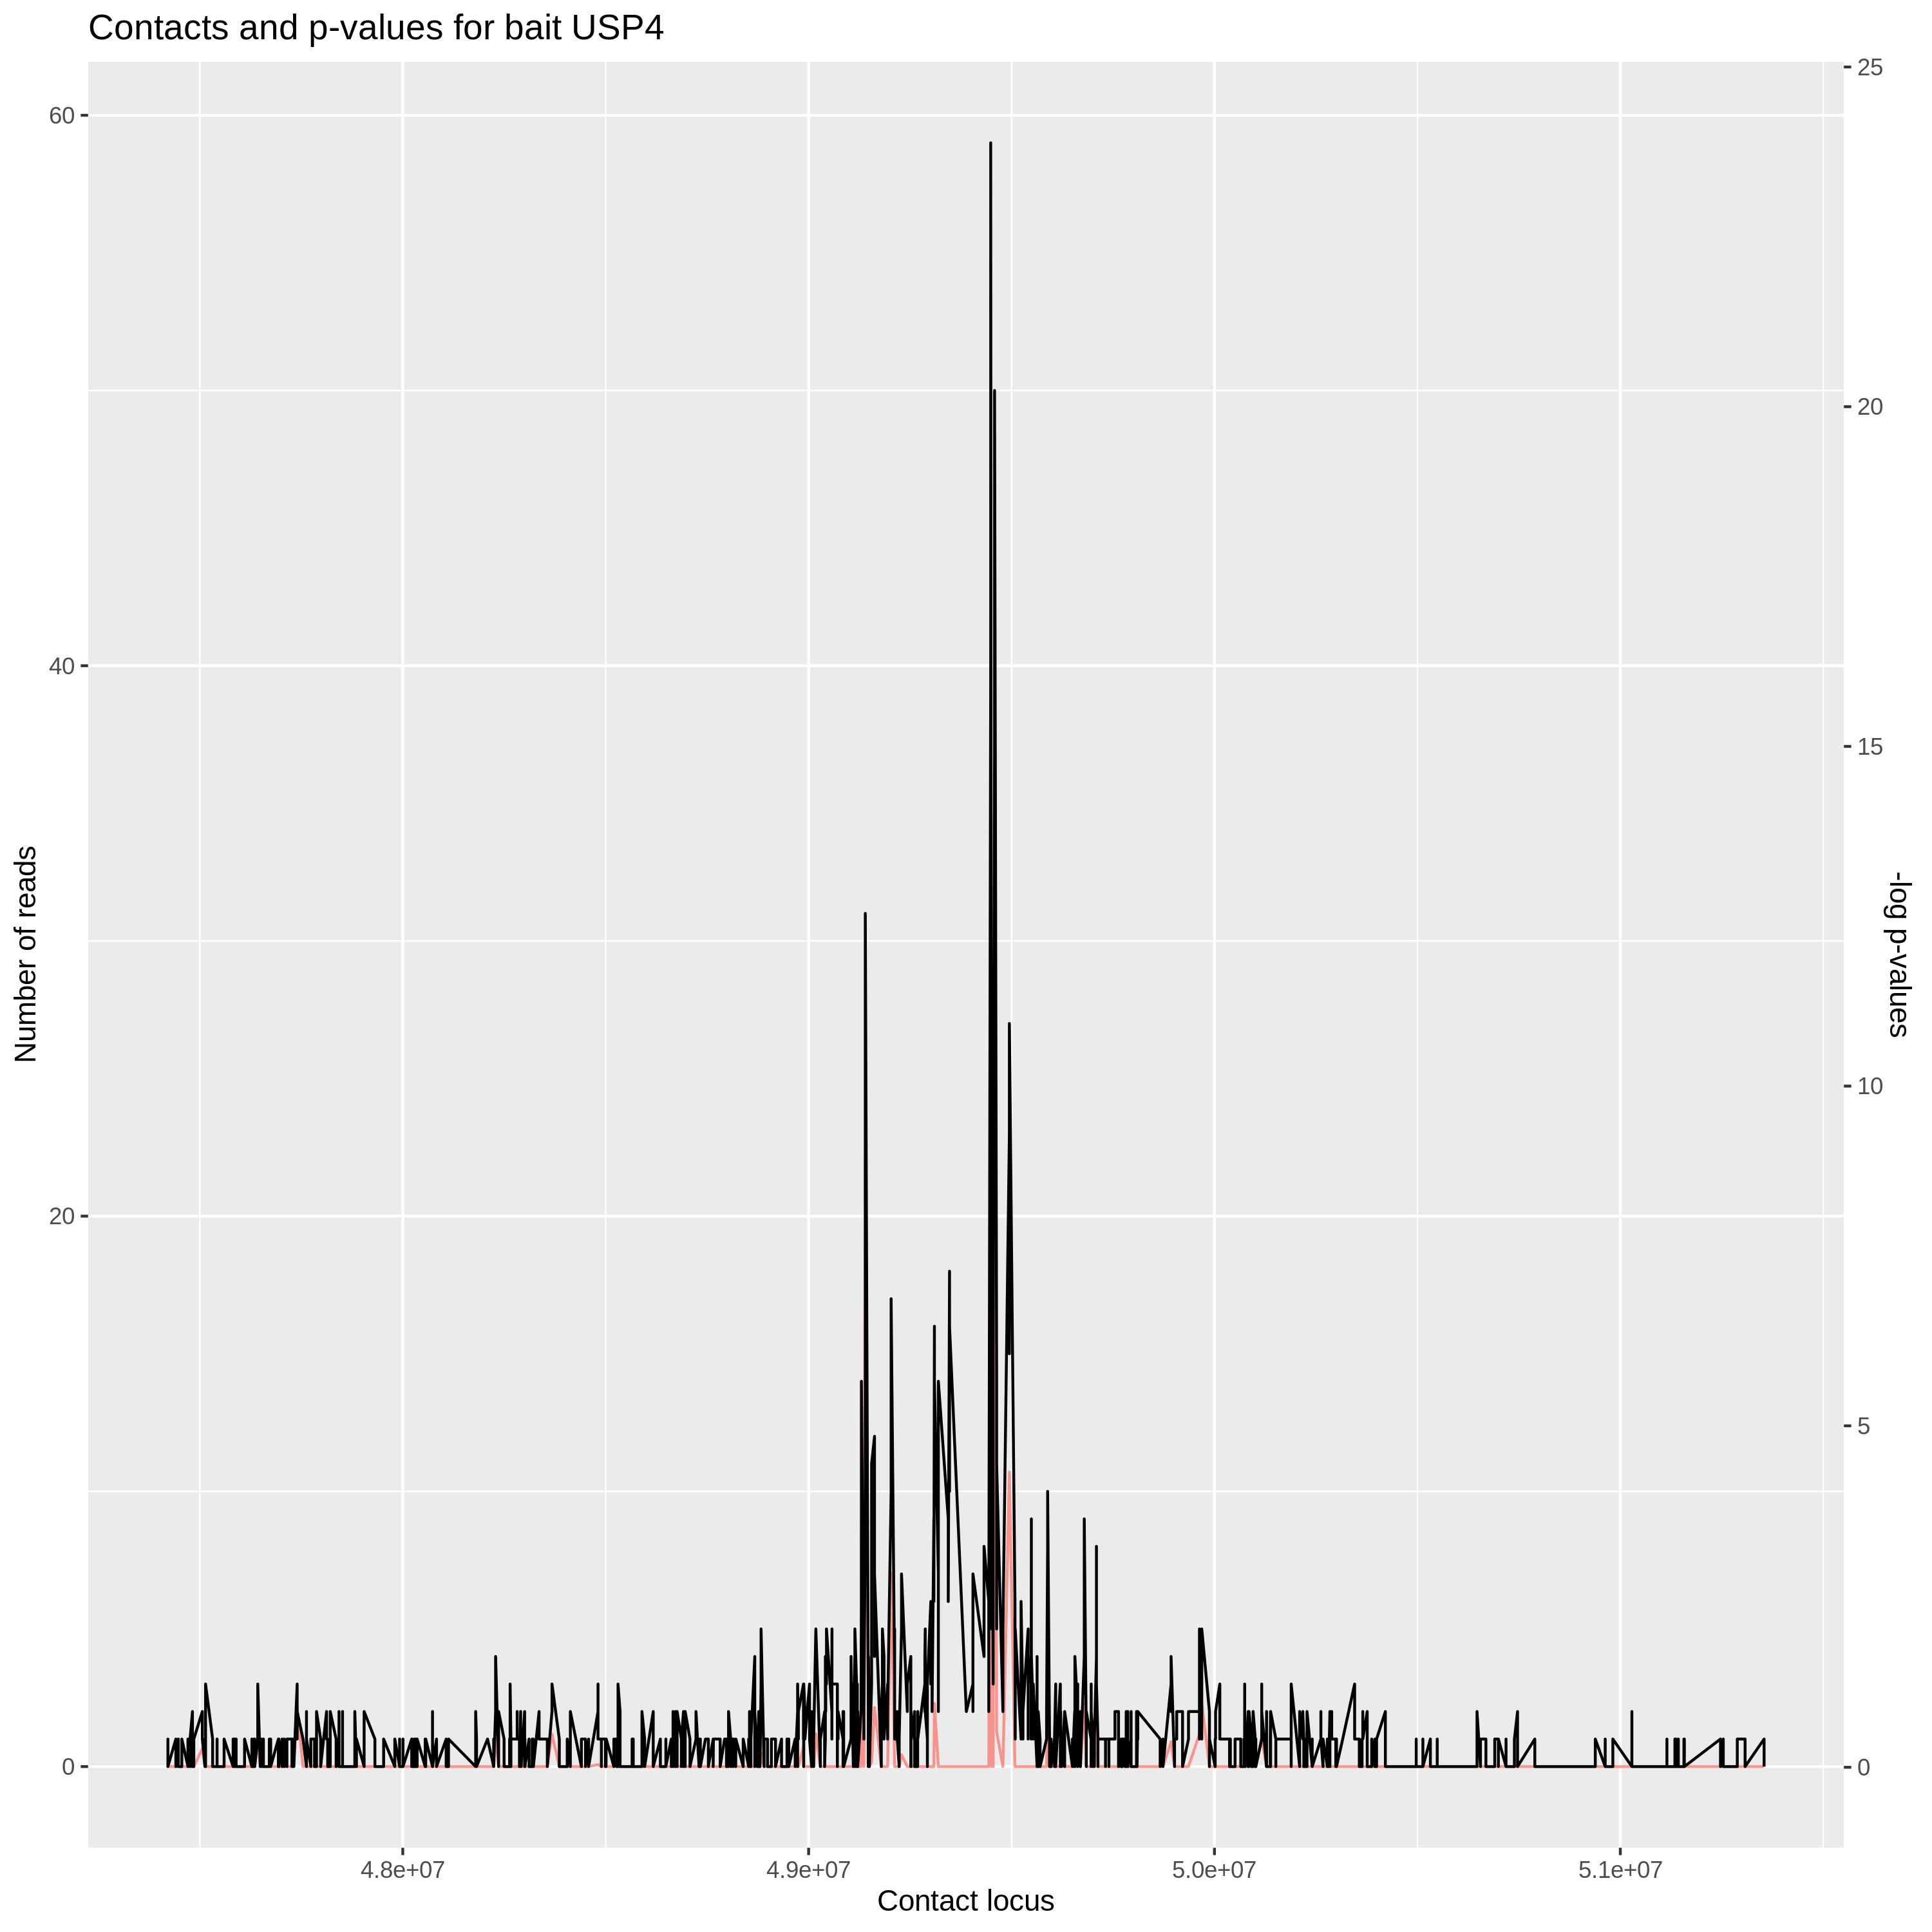 Contacts and p-values for bait USP4
60
40
20
0
25
20
15
10
5
0
Number of reads
-log p-values
4.8e+07
4.9e+07
5.0e+07
5.1e+07
Contact locus